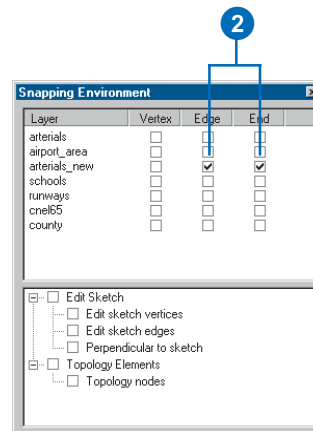 2
Snapping Environment
Layer Vertex Edge End
arterials
airport_area
arterials_new
schools
runways
cnel65
county
Edit Sketch
Edit sketch vertices
Edit sketch edges
Perpendicular to sketch
Topology Elements
Topology nodes